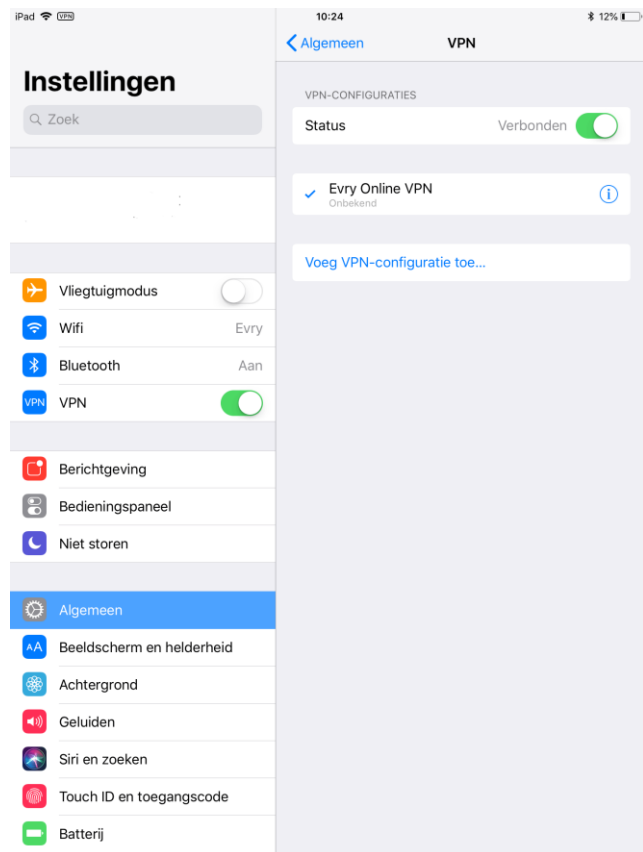 iPad VPN
10:24
12%
Instellingen
Zoek
Vliegtuigmodus
Wifi Evry
Bluetooth Aan
VPN VPN
Berichtgeving
Bedieningspaneel
Niet storen
Algemeen
AA Beeldscherm en helderheid
Achtergrond
Geluiden
Siri en zoeken
Touch ID en toegangscode
Batterij
Algemeen VPN
VPN-CONFIGURATIES
Status Verbonden
Evry Online VPN
Onbekend
Voeg VPN-configuratie toe...